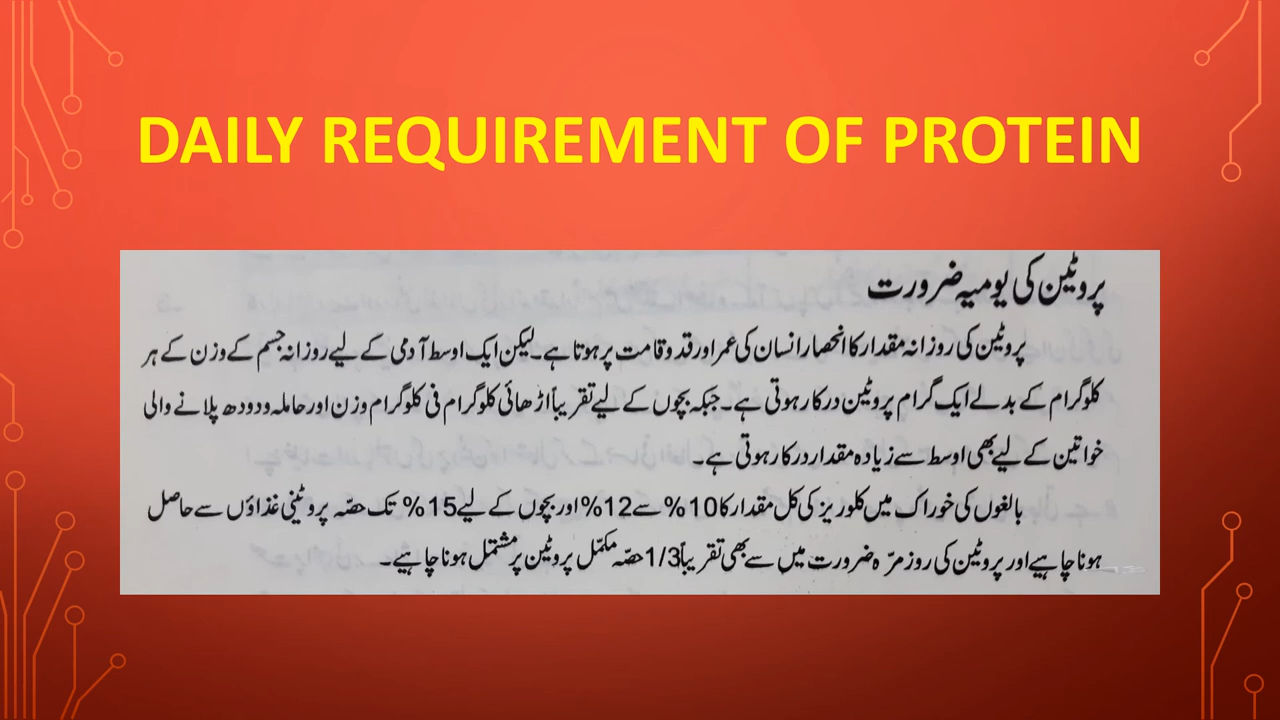 DAILY REQUIREMENT OF PROTEIN
پروٹین کی یومیہ ضرورت
پروٹین کی روزانہ مقدار کا انحصار انسان کی عمر اور قد و قامت پر ہوتا ہے۔ لیکن ایک اوسط آدمی کے لیے روزانہ جسم کے وزن کے ہر
کلوگرام کے بدلے ایک گرام پروٹین درکار ہوتی ہے۔ جبکہ بچوں کے لیے تقریباً اڑھائی کلوگرام فی کلوگرام وزن اور حاملہ و دودھ پلانے والی
خواتین کے لیے بھی اوسط سے زیادہ مقدار درکار ہوتی ہے۔
بالغوں کی خوراک میں کلوریز کی کل مقدار کا 10% سے 12% اور بچوں کے لیے 15% تک حصّہ پروٹینی غذاؤں سے حاصل
ہونا چاہیے اور پروٹین کی روز مرّہ ضرورت میں سے بھی تقریباً 1/3 حصّہ مکمّل پروٹین پر مشتمل ہونا چاہیے۔